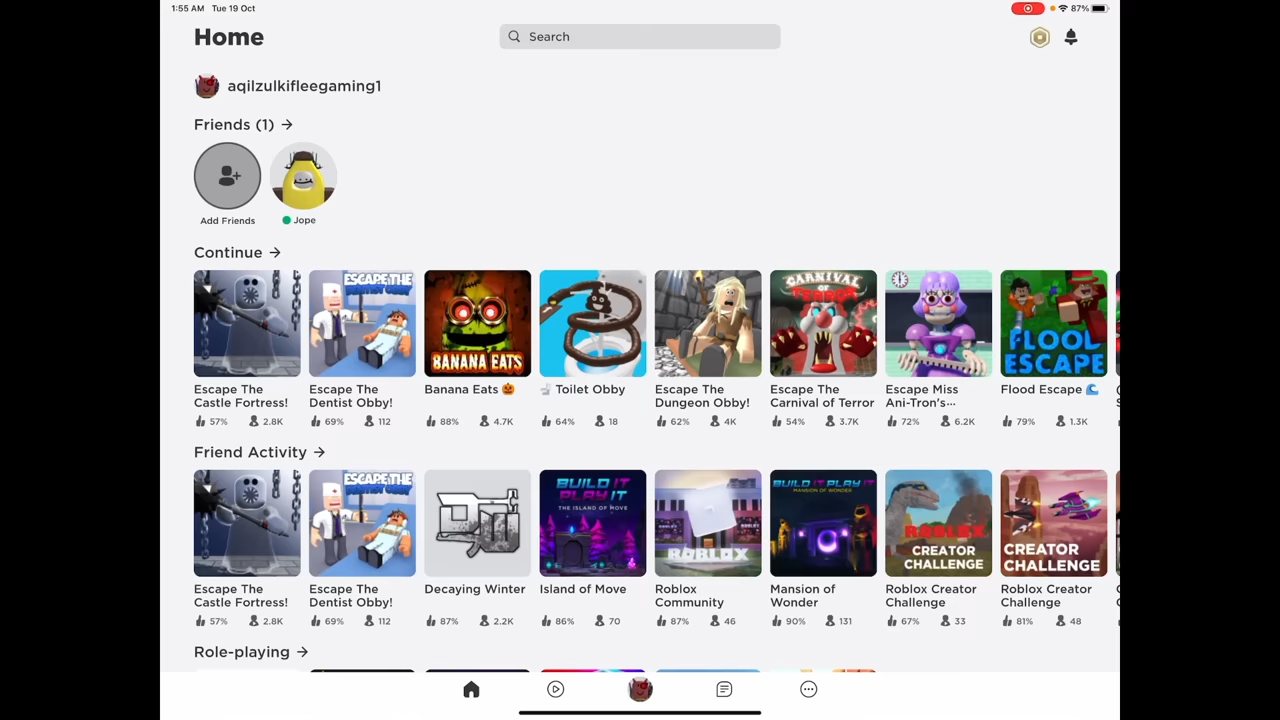 1:55 AM Tue 19 Oct
87%
Home
Search
aqilzulkifleegaming1
Friends (1) →
Add Friends
Jope
Continue →
ESCAPE THE
DENTIST OBBY!
BANANA EATS
CARNIVAL
OF
TERROR
FLOOD
ESCAPE
Escape The
Castle Fortress!
57% 2.8K
Escape The
Dentist Obby!
69% 112
Banana Eats 🎃
88% 4.7K
🚽 Toilet Obby
64% 18
Escape The
Dungeon Obby!
62% 4K
Escape The
Carnival of Terror
54% 3.7K
Escape Miss
Ani-Tron's...
72% 6.2K
Flood Escape 🌊
79% 1.3K
Friend Activity →
ESCAPE THE
DENTIST OBBY!
BUILD IT
PLAY IT
THE ISLAND OF MOVE
ROBLOX
BUILD IT PLAY IT
MANSION OF WONDER
ROBLOX
CREATOR
CHALLENGE
CREATOR
CHALLENGE
Escape The
Castle Fortress!
57% 2.8K
Escape The
Dentist Obby!
69% 112
Decaying Winter
87% 2.2K
Island of Move
86% 70
Roblox
Community
87% 46
Mansion of
Wonder
90% 131
Roblox Creator
Challenge
67% 33
Roblox Creator
Challenge
81% 48
Role-playing →